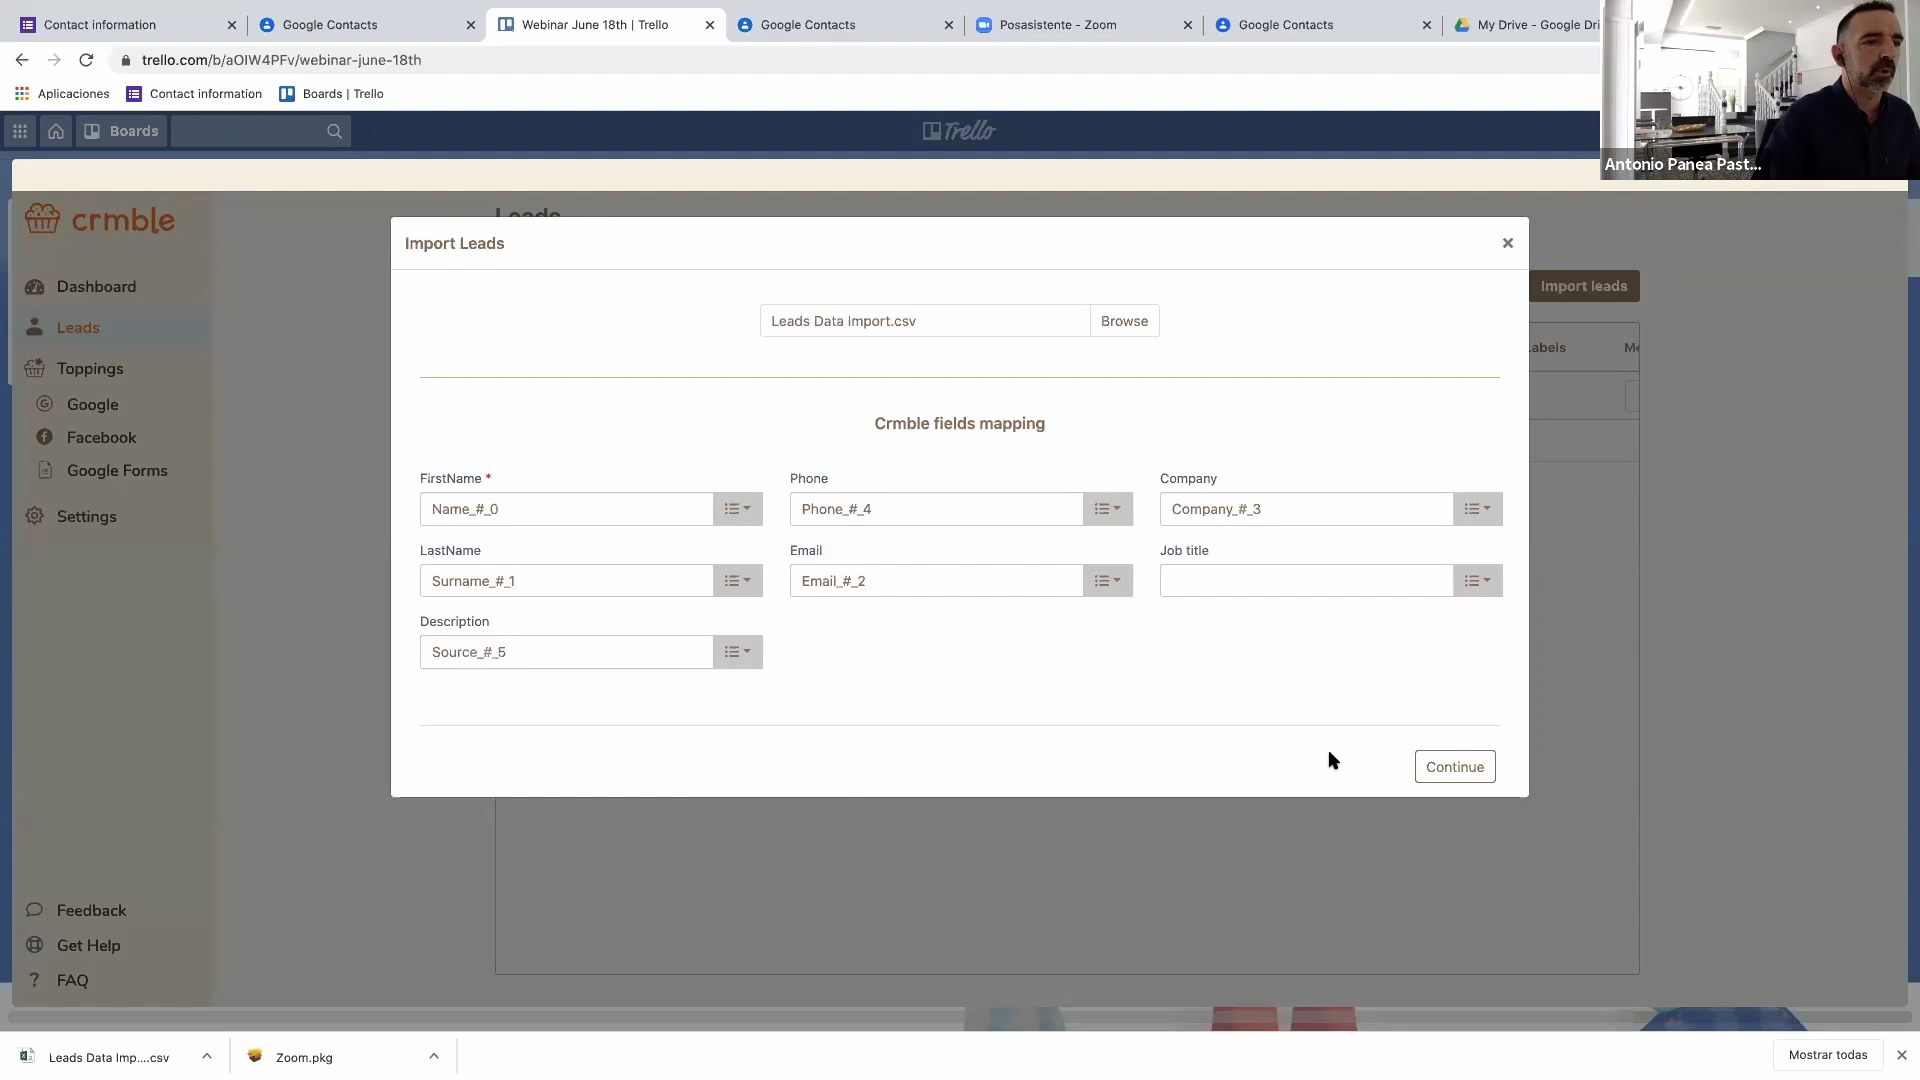 Contact information
Google Contacts
Webinar June 18th | Trello
Google Contacts
Posasistente - Zoom
Google Contacts
My Drive - Google Dri
trello.com/b/aOIW4PFv/webinar-june-18th
Aplicaciones
Contact information
Boards | Trello
Boards
Trello
Antonio Panea Past...
crmble
Dashboard
Leads
Toppings
Google
Facebook
Google Forms
Settings
Feedback
Get Help
FAQ
Leads
Import leads
abels
Me
Import Leads
Leads Data Import.csv
Browse
Crmble fields mapping
FirstName *
Phone
Company
Name_#_0
Phone_#_4
Company_#_3
LastName
Email
Job title
Surname_#_1
Email_#_2
Description
Source_#_5
Continue
Leads Data Imp....csv
Zoom.pkg
Mostrar todas